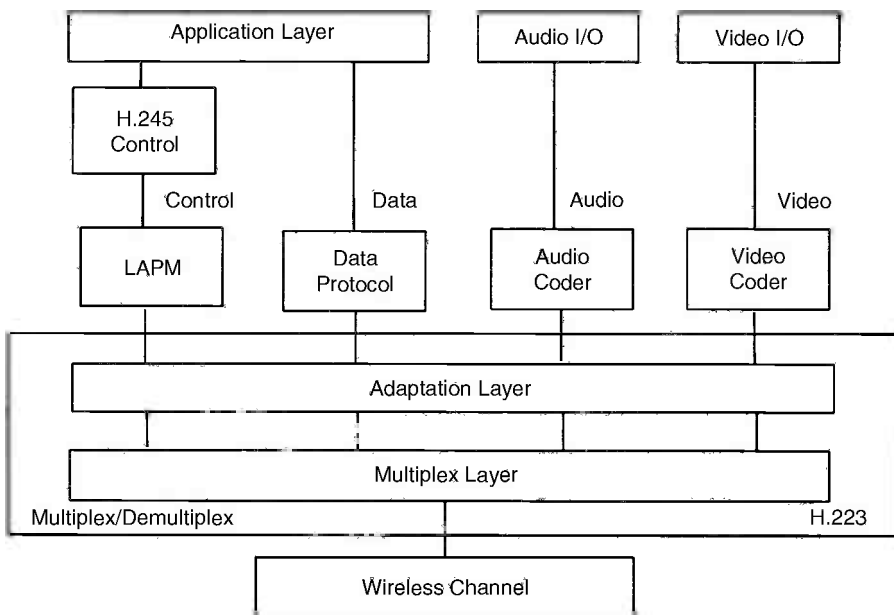 Application Layer
Audio I/O
Video I/O
H.245
Control
Control
Data
Audio
Video
LAPM
Data
Protocol
Audio
Coder
Video
Coder
Adaptation Layer
Multiplex Layer
Multiplex/Demultiplex
H.223
Wireless Channel